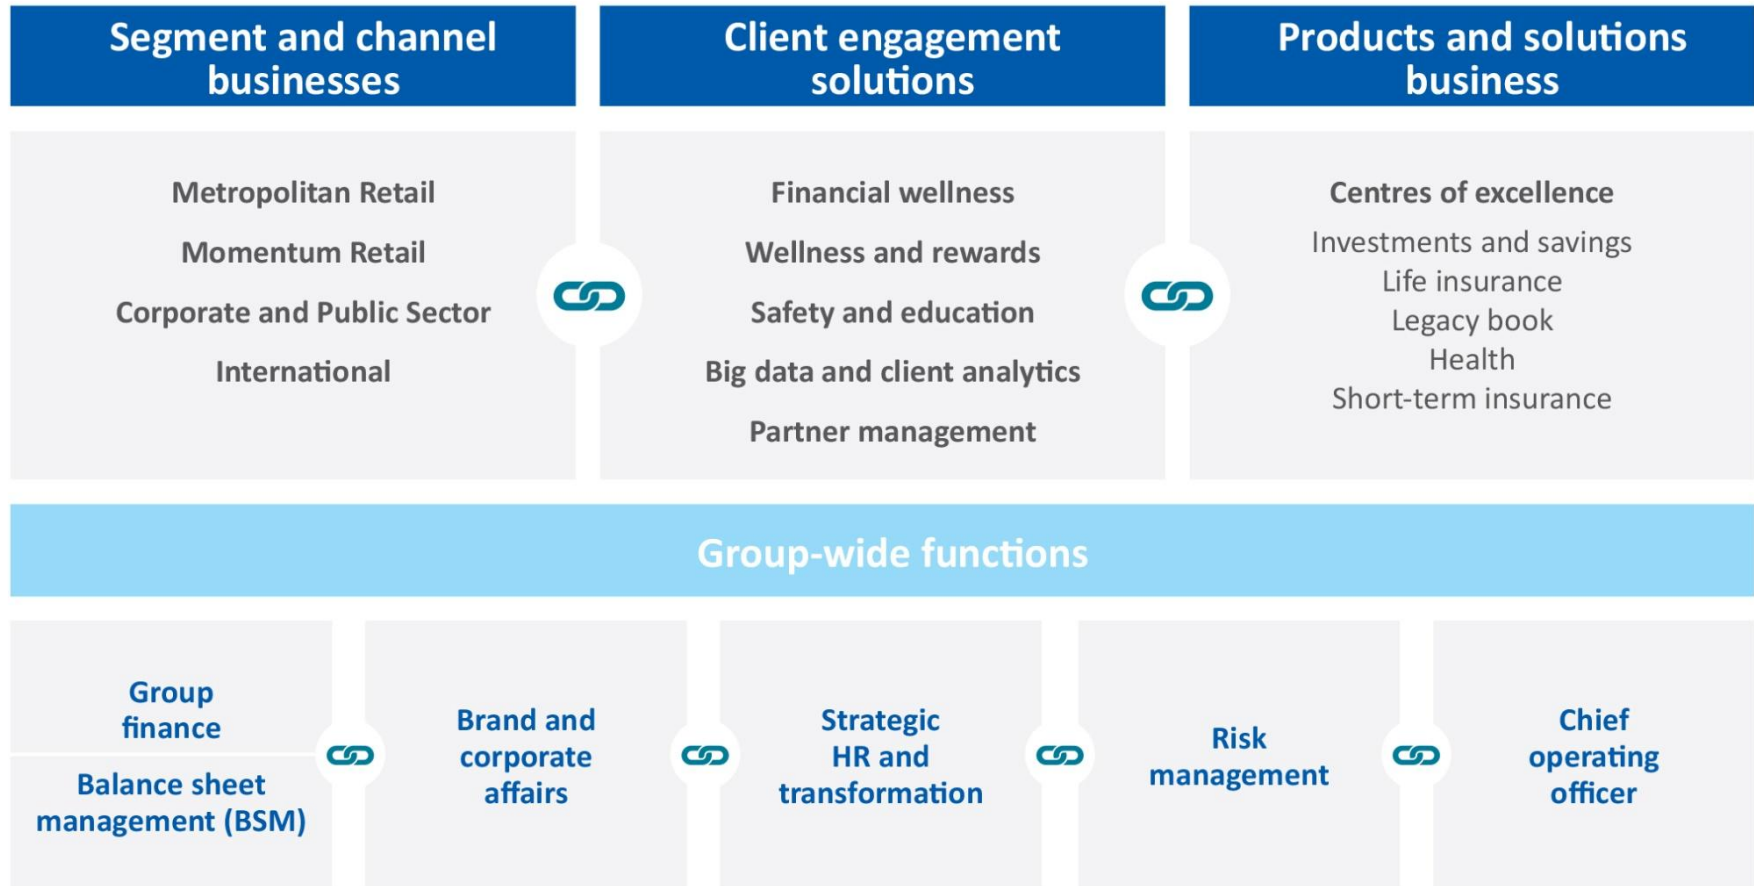 Segment and channel
businesses
Client engagement
solutions
Products and solutions
business
Metropolitan Retail
Momentum Retail
Corporate and Public Sector
International
Financial wellness
Wellness and rewards
Safety and education
Big data and client analytics
Partner management
Centres of excellence
Investments and savings
Life insurance
Legacy book
Health
Short-term insurance
Group-wide functions
Group
finance
Balance sheet
management (BSM)
Brand and
corporate
affairs
Strategic
HR and
transformation
Risk
management
Chief
operating
officer